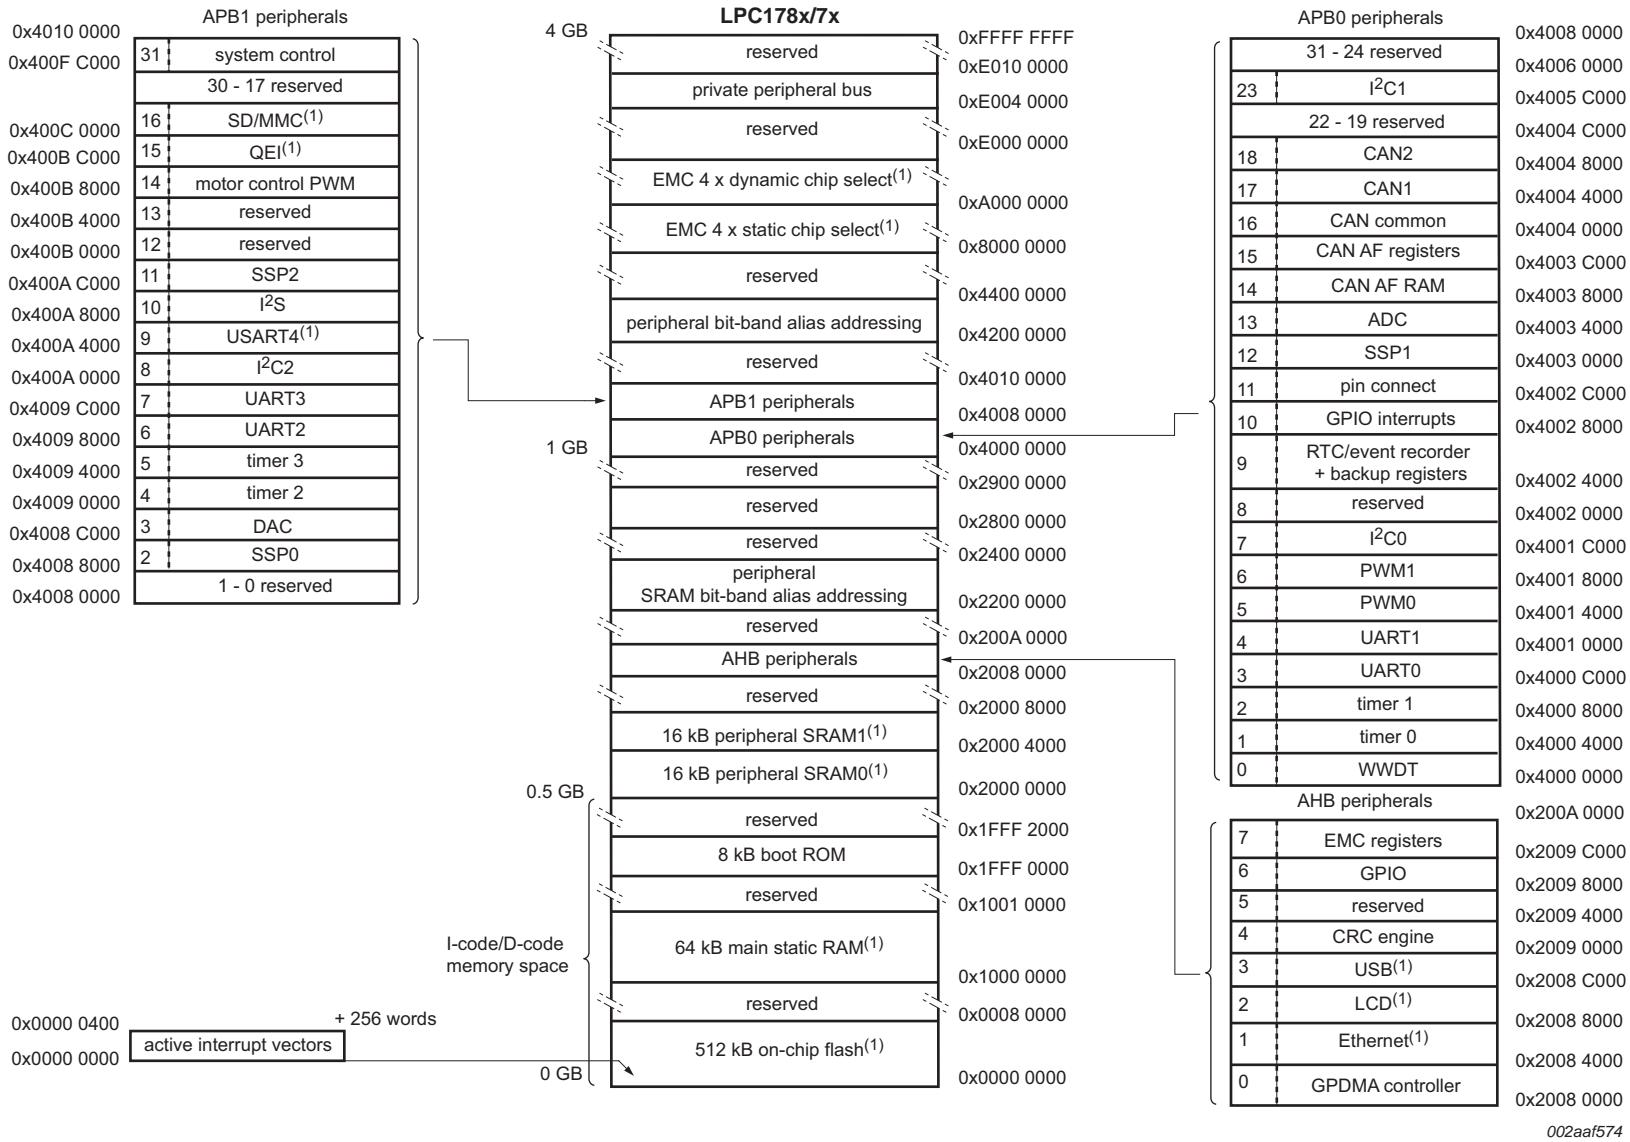 LPC178x/7x
APB1 peripherals
0x4010 0000
31 system control
0x400F C000
30 - 17 reserved
16 SD/MMC(1)
0x400C 0000
15 QEI(1)
0x400B C000
14 motor control PWM
0x400B 8000
13 reserved
0x400B 4000
12 reserved
0x400B 0000
11 SSP2
0x400A C000
10 I2S
0x400A 8000
9 USART4(1)
0x400A 4000
8 I2C2
0x400A 0000
7 UART3
0x4009 C000
6 UART2
0x4009 8000
5 timer 3
0x4009 4000
4 timer 2
0x4009 0000
3 DAC
0x4008 C000
2 SSP0
0x4008 8000
1 - 0 reserved
0x4008 0000
4 GB
0xFFFF FFFF
reserved
0xE010 0000
private peripheral bus
0xE004 0000
reserved
0xE000 0000
EMC 4 x dynamic chip select(1)
0xA000 0000
EMC 4 x static chip select(1)
0x8000 0000
reserved
0x4400 0000
peripheral bit-band alias addressing
0x4200 0000
reserved
0x4010 0000
APB1 peripherals
0x4008 0000
APB0 peripherals
1 GB
0x4000 0000
reserved
0x2900 0000
reserved
0x2800 0000
reserved
0x2400 0000
peripheral
SRAM bit-band alias addressing
0x2200 0000
reserved
0x200A 0000
AHB peripherals
0x2008 0000
reserved
0x2000 8000
16 kB peripheral SRAM1(1)
0x2000 4000
16 kB peripheral SRAM0(1)
0.5 GB
0x2000 0000
reserved
0x1FFF 2000
8 kB boot ROM
0x1FFF 0000
reserved
0x1001 0000
I-code/D-code
memory space
64 kB main static RAM(1)
0x1000 0000
reserved
0x0008 0000
512 kB on-chip flash(1)
0 GB
0x0000 0000
+ 256 words
0x0000 0400
active interrupt vectors
0x0000 0000
APB0 peripherals
0x4008 0000
31 - 24 reserved
0x4006 0000
23 I2C1
0x4005 C000
22 - 19 reserved
0x4004 C000
18 CAN2
0x4004 8000
17 CAN1
0x4004 4000
16 CAN common
0x4004 0000
15 CAN AF registers
0x4003 C000
14 CAN AF RAM
0x4003 8000
13 ADC
0x4003 4000
12 SSP1
0x4003 0000
11 pin connect
0x4002 C000
10 GPIO interrupts
0x4002 8000
9 RTC/event recorder
+ backup registers
0x4002 4000
8 reserved
0x4002 0000
7 I2C0
0x4001 C000
6 PWM1
0x4001 8000
5 PWM0
0x4001 4000
4 UART1
0x4001 0000
3 UART0
0x4000 C000
2 timer 1
0x4000 8000
1 timer 0
0x4000 4000
0 WWDT
0x4000 0000
AHB peripherals
0x200A 0000
7 EMC registers
0x2009 C000
6 GPIO
0x2009 8000
5 reserved
0x2009 4000
4 CRC engine
0x2009 0000
3 USB(1)
0x2008 C000
2 LCD(1)
0x2008 8000
1 Ethernet(1)
0x2008 4000
0 GPDMA controller
0x2008 0000
002aaf574